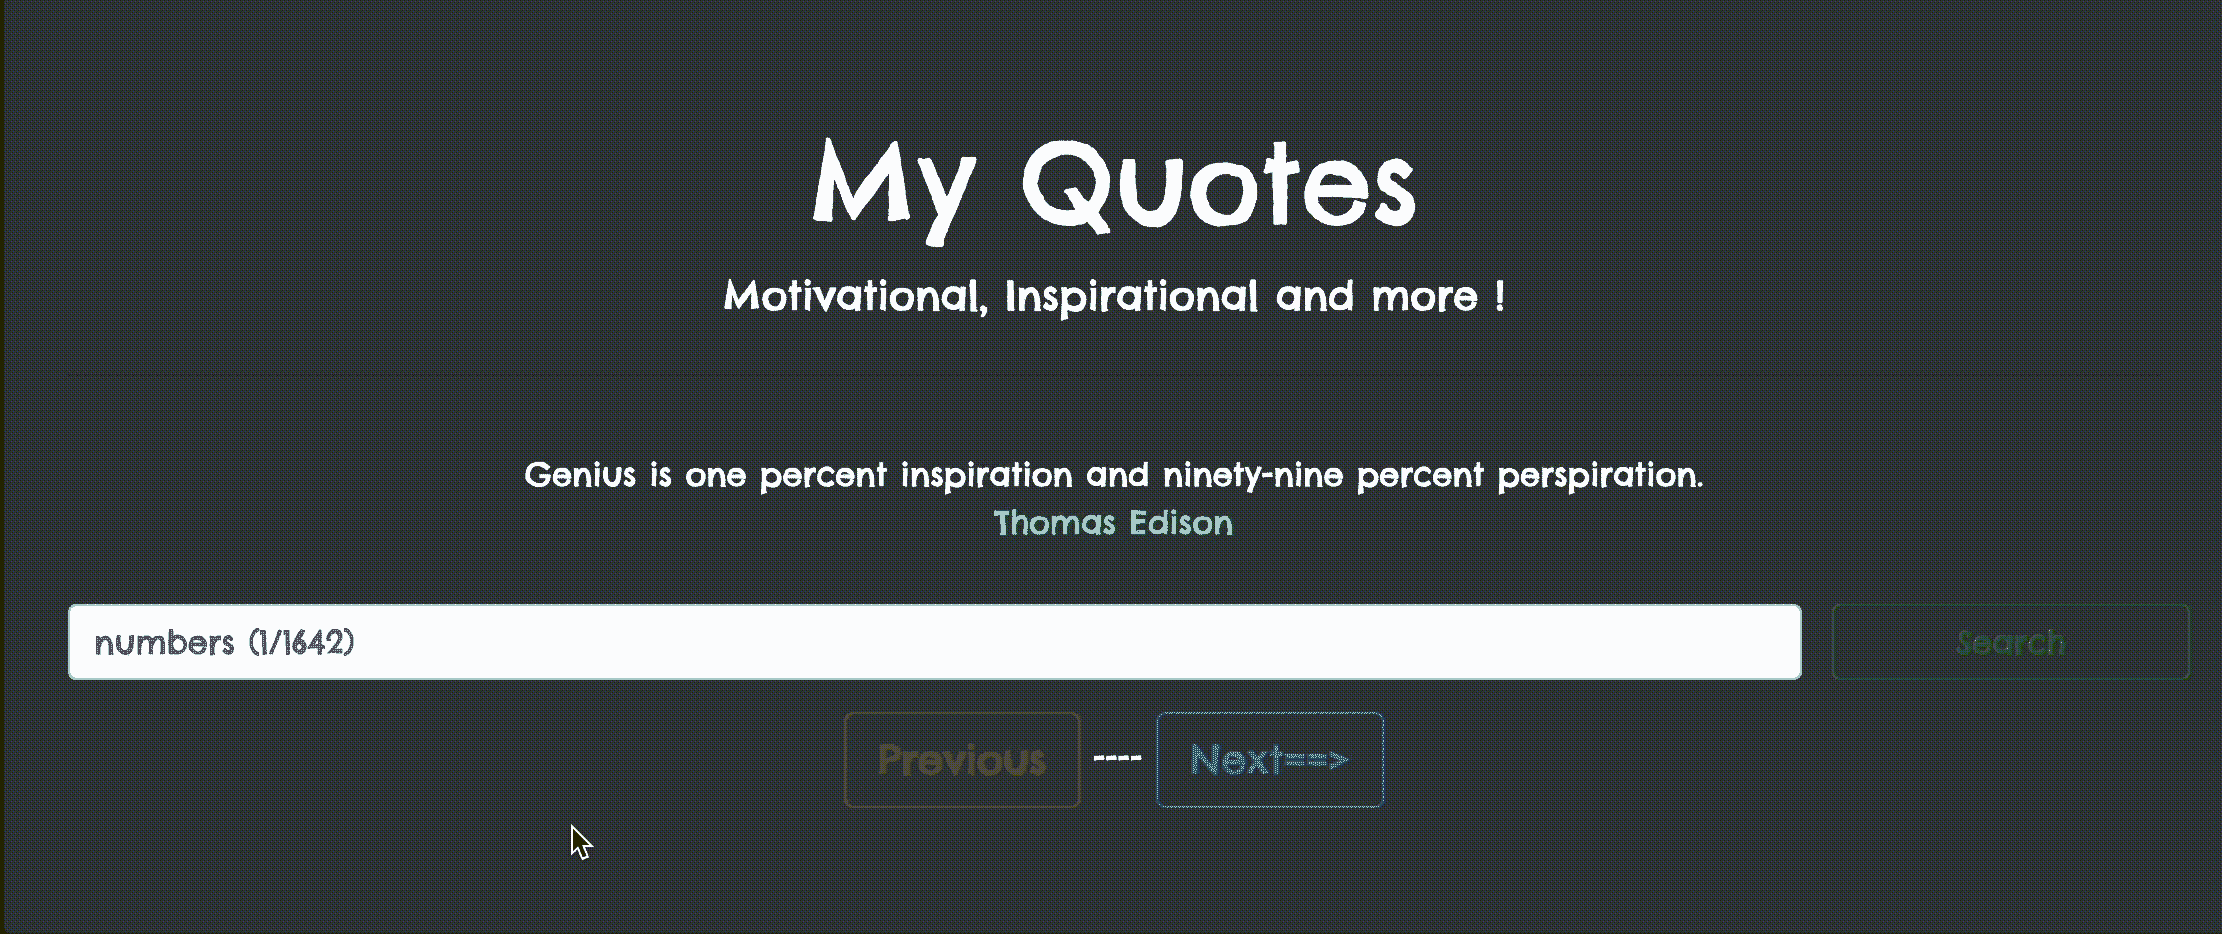 My Quotes
Motivational, Inspirational and more !
Genius is one percent inspiration and ninety-nine percent perspiration.
Thomas Edison
numbers (1/1642)
Search
Previous ---- Next==>